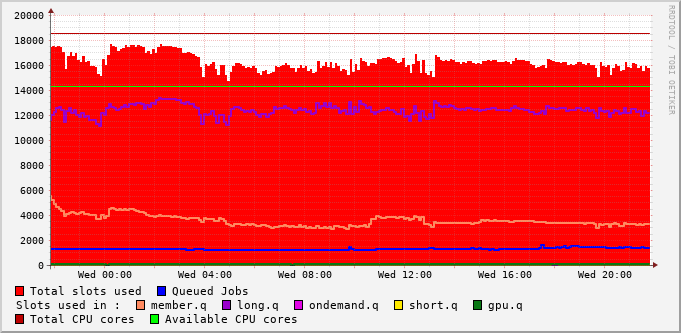 20000
18000
16000
14000
12000
10000
8000
6000
4000
2000
0
Wed 00:00 Wed 04:00 Wed 08:00 Wed 12:00 Wed 16:00 Wed 20:00
Total slots used Queued Jobs
Slots used in : member.q long.q ondemand.q short.q gpu.q
Total CPU cores Available CPU cores
RRDTOOL / TOBI OETIKER